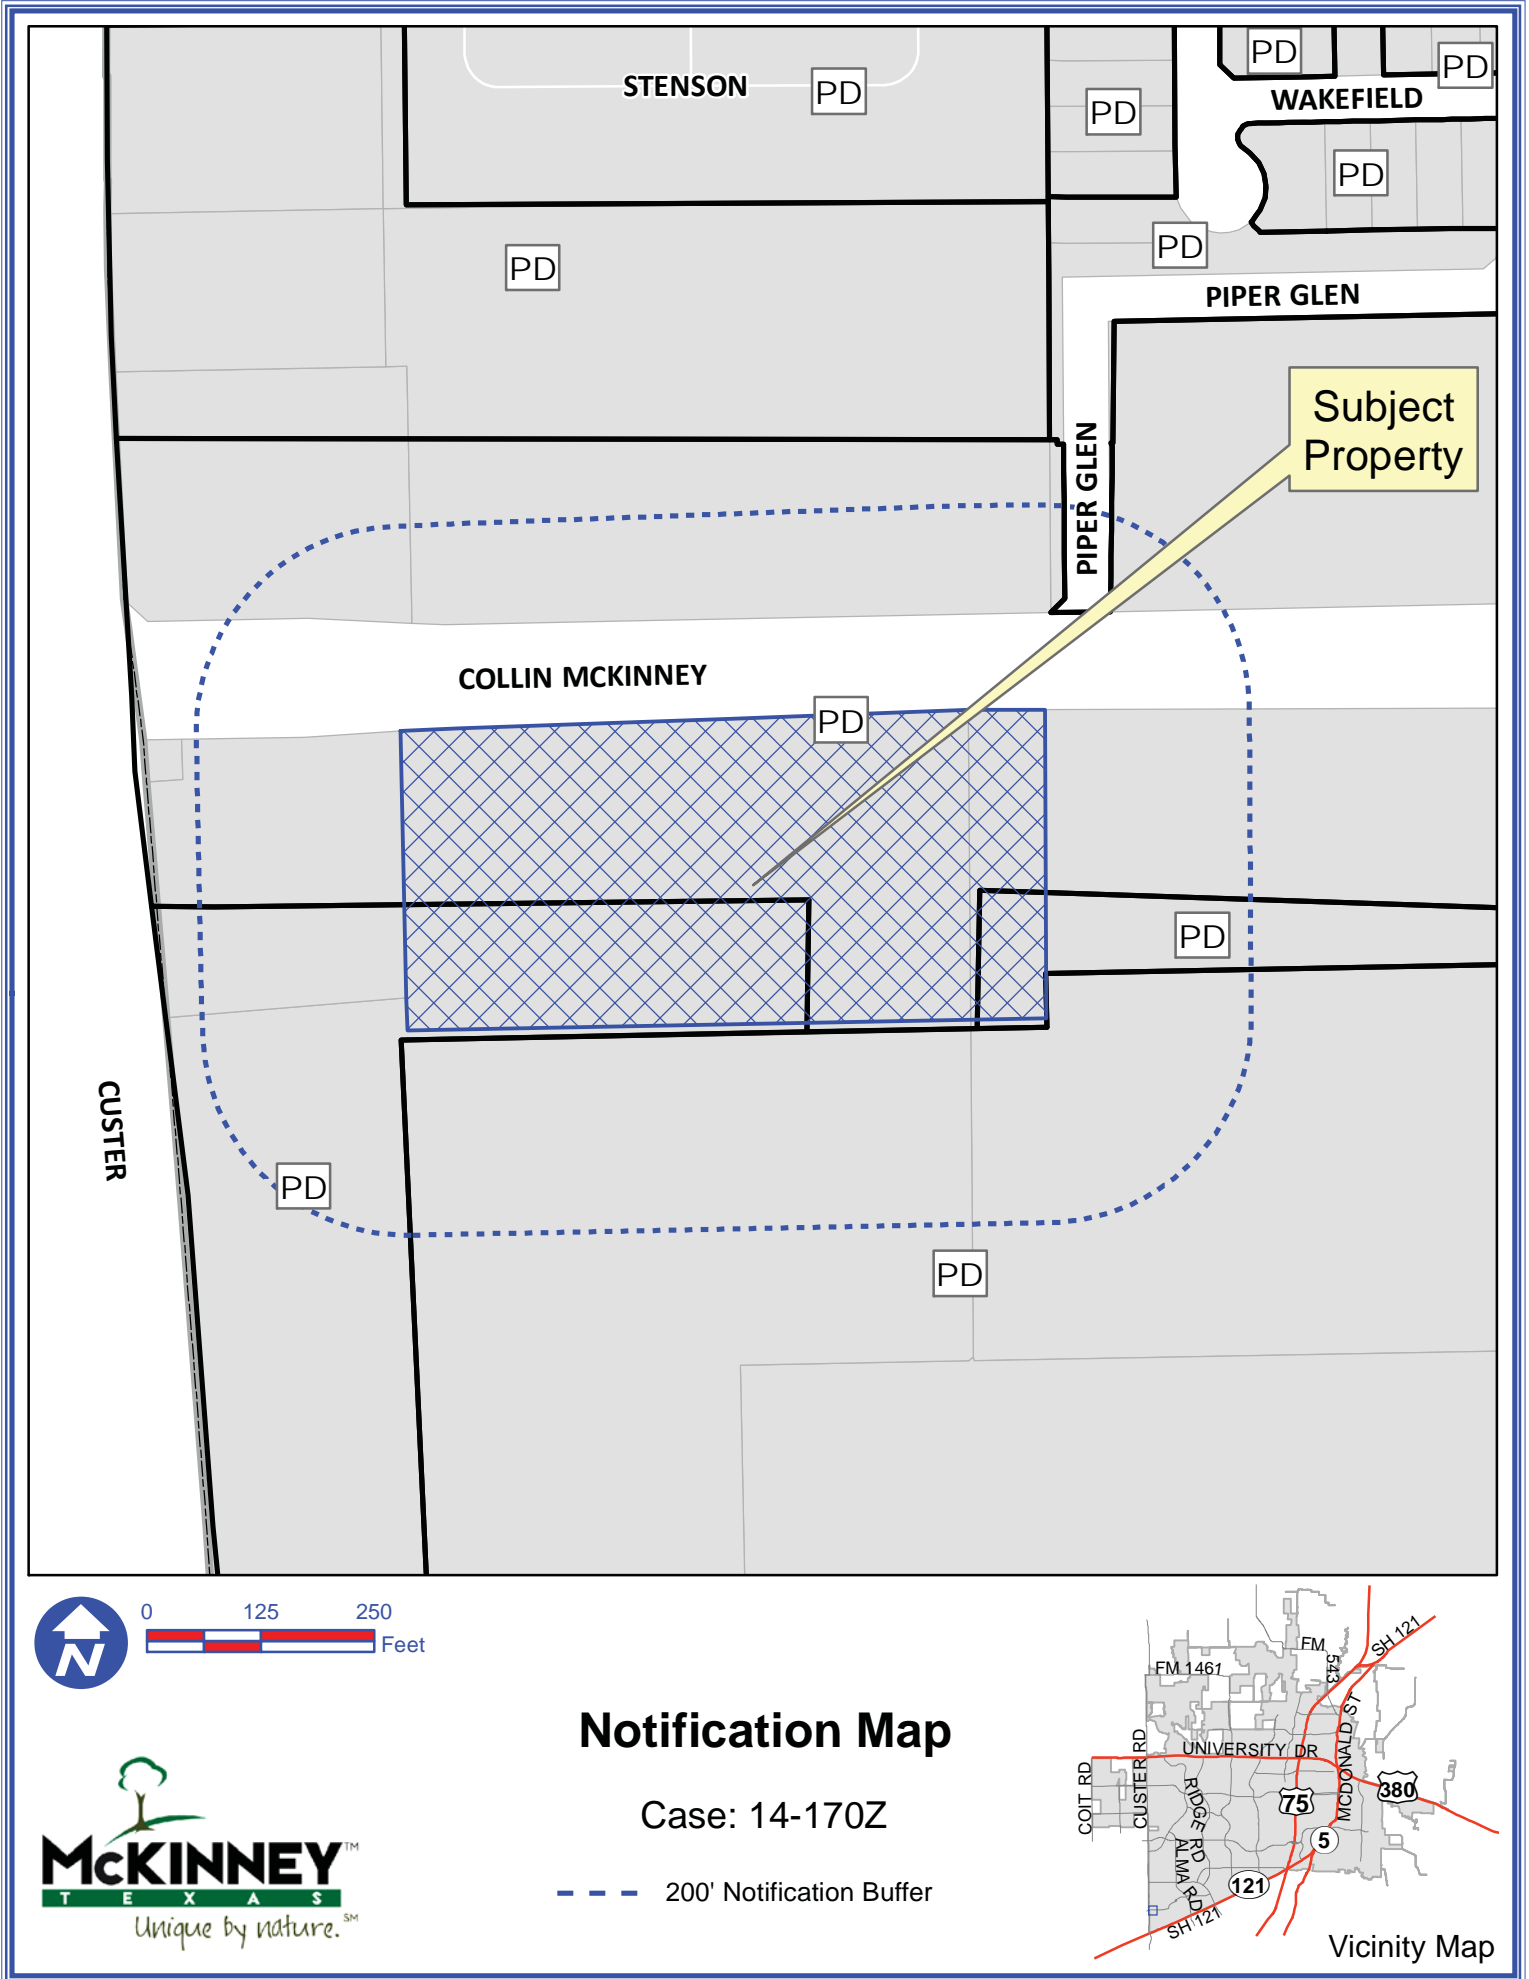 STENSON
PD
PD
PD
PD
WAKEFIELD
PD
PD
PD
PIPER GLEN
Subject
Property
PIPER GLEN
COLLIN MCKINNEY
PD
PD
CUSTER
PD
PD
N
0 125 250
Feet
Notification Map
Case: 14-170Z
200' Notification Buffer
McKINNEY™
TEXAS
Unique by nature.℠
FM 1461
FM 543
SH 121
UNIVERSITY DR
MCDONALD ST
COIT RD
CUSTER RD
RIDGE RD
ALMA RD
75
380
5
121
SH 121
Vicinity Map